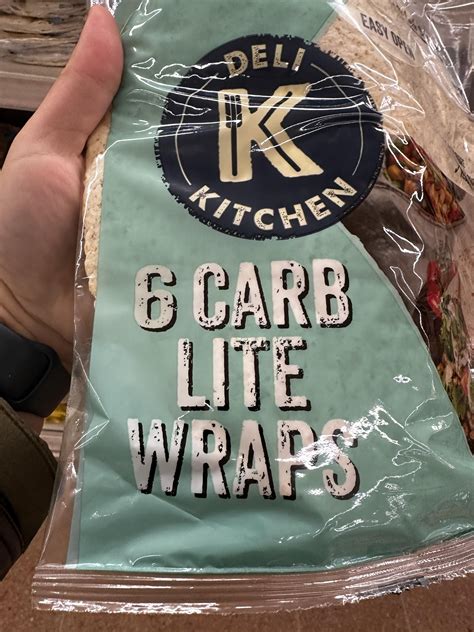 EASY OPEN
DELI
K
KITCHEN
6 CARB
LITE
WRAPS